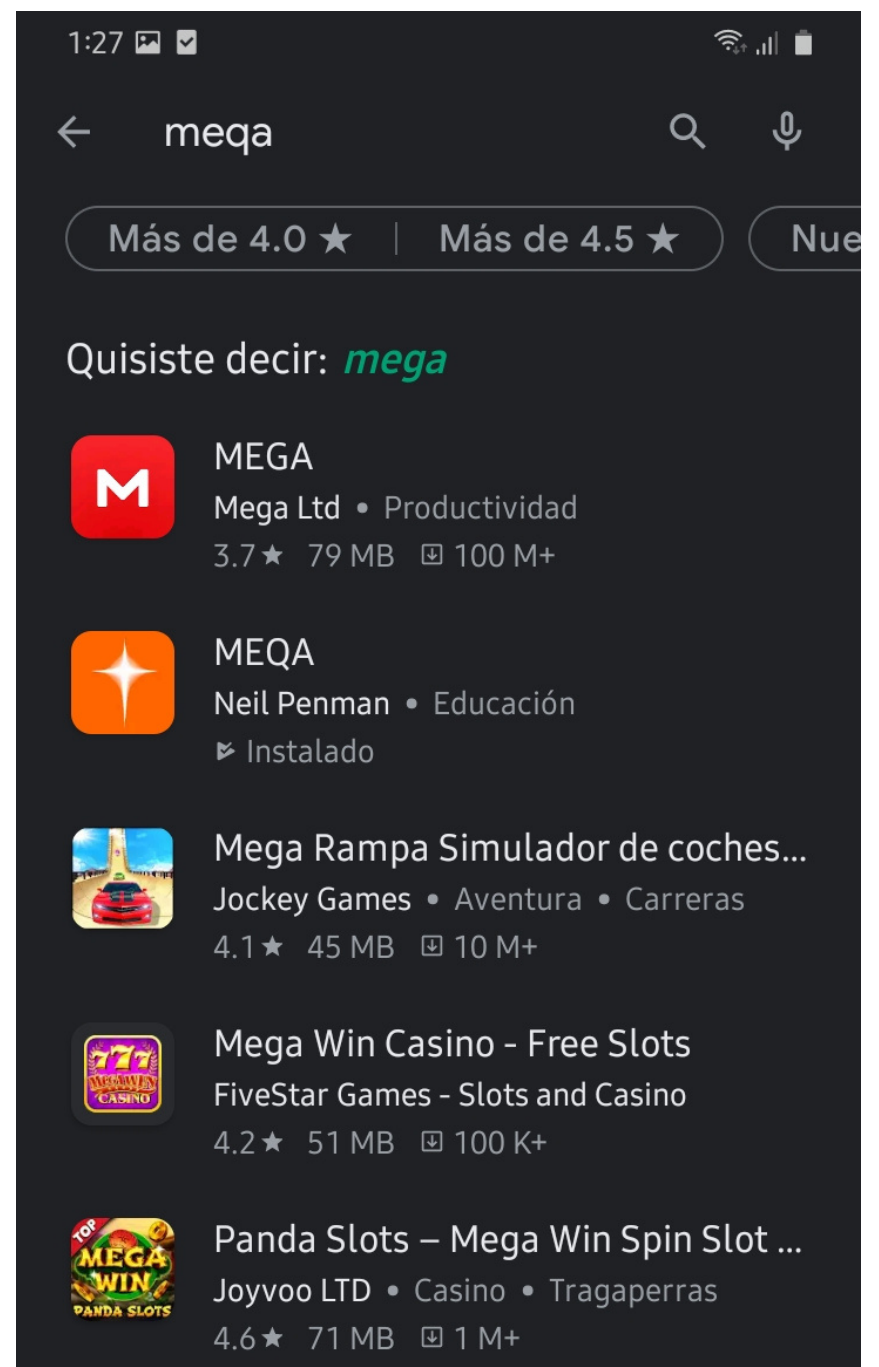 1:27
meqa
Más de 4.0 ★ | Más de 4.5 ★ Nue
Quisiste decir: mega
M
MEGA
Mega Ltd • Productividad
3.7★ 79 MB 100 M+
MEQA
Neil Penman • Educación
Instalado
Mega Rampa Simulador de coches...
Jockey Games • Aventura • Carreras
4.1★ 45 MB 10 M+
777
MEGA WIN
CASINO
Mega Win Casino - Free Slots
FiveStar Games - Slots and Casino
4.2★ 51 MB 100 K+
TOP
MEGA
WIN
PANDA SLOTS
Panda Slots – Mega Win Spin Slot ...
Joyvoo LTD • Casino • Tragaperras
4.6★ 71 MB 1 M+